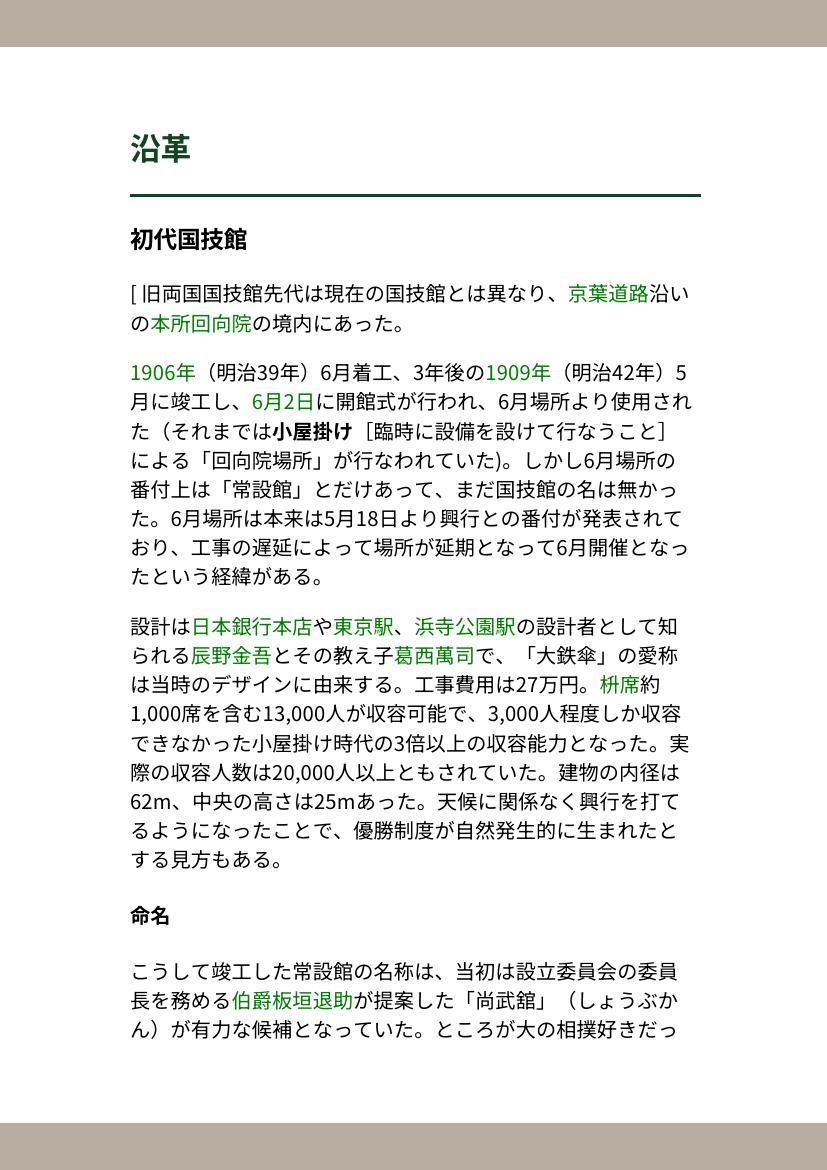 沿革
初代国技館
[ 旧両国国技館先代は現在の国技館とは異なり、京葉道路沿い
の本所回向院の境内にあった。
1906年（明治39年）6月着工、3年後の1909年（明治42年）5
月に竣工し、6月2日に開館式が行われ、6月場所より使用され
た（それまでは小屋掛け［臨時に設備を設けて行なうこと］
による「回向院場所」が行なわれていた)。しかし6月場所の
番付上は「常設館」とだけあって、まだ国技館の名は無かっ
た。6月場所は本来は5月18日より興行との番付が発表されて
おり、工事の遅延によって場所が延期となって6月開催となっ
たという経緯がある。
設計は日本銀行本店や東京駅、浜寺公園駅の設計者として知
られる辰野金吾とその教え子葛西萬司で、「大鉄傘」の愛称
は当時のデザインに由来する。工事費用は27万円。枡席約
1,000席を含む13,000人が収容可能で、3,000人程度しか収容
できなかった小屋掛け時代の3倍以上の収容能力となった。実
際の収容人数は20,000人以上ともされていた。建物の内径は
62m、中央の高さは25mあった。天候に関係なく興行を打て
るようになったことで、優勝制度が自然発生的に生まれたと
する見方もある。
命名
こうして竣工した常設館の名称は、当初は設立委員会の委員
長を務める伯爵板垣退助が提案した「尚武舘」（しょうぶか
ん）が有力な候補となっていた。ところが大の相撲好きだっ